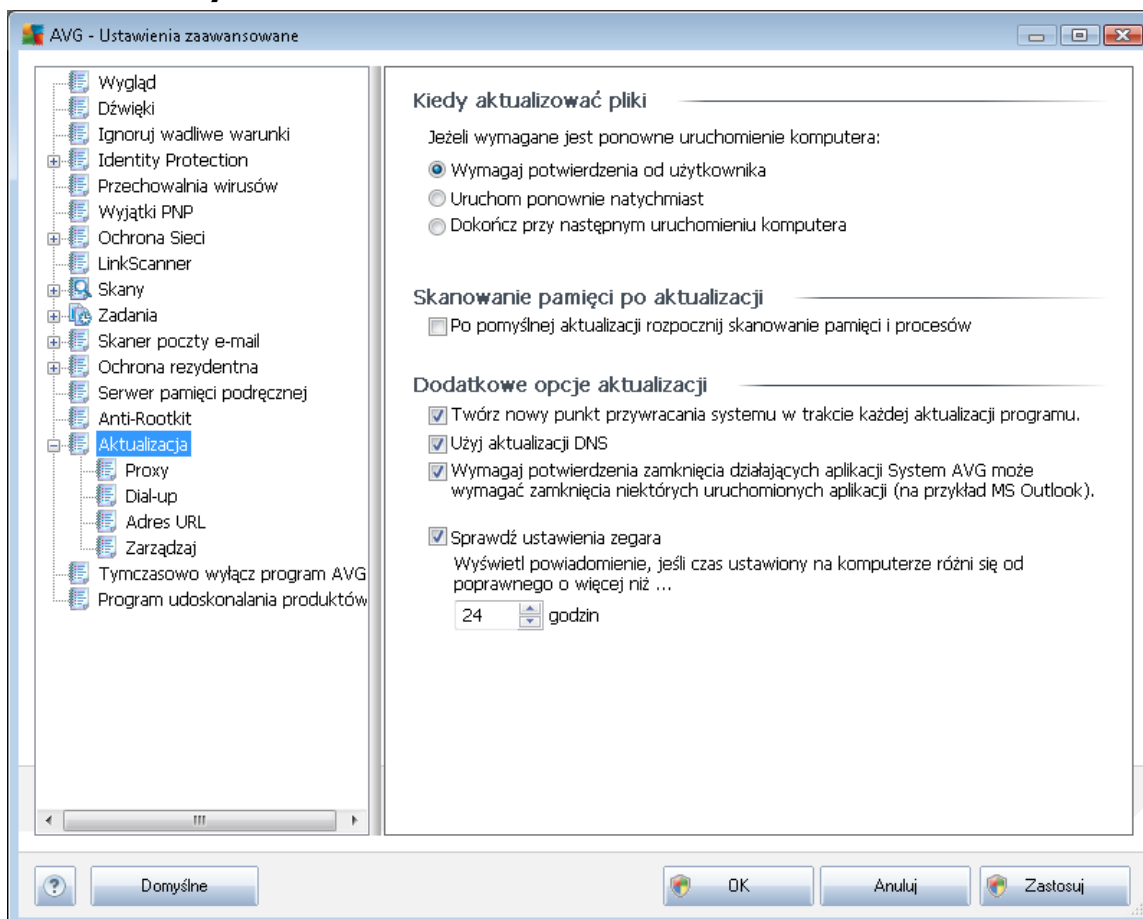 AVG - Ustawienia zaawansowane
Wygląd
Dźwięki
Ignoruj wadliwe warunki
Identity Protection
Przechowalnia wirusów
Wyjątki PNP
Ochrona Sieci
LinkScanner
Skany
Zadania
Skaner poczty e-mail
Ochrona rezydentna
Serwer pamięci podręcznej
Anti-Rootkit
Aktualizacja
Proxy
Dial-up
Adres URL
Zarządzaj
Tymczasowo wyłącz program AVG
Program udoskonalania produktów
Kiedy aktualizować pliki
Jeżeli wymagane jest ponowne uruchomienie komputera:
Wymagaj potwierdzenia od użytkownika
Uruchom ponownie natychmiast
Dokończ przy następnym uruchomieniu komputera
Skanowanie pamięci po aktualizacji
Po pomyślnej aktualizacji rozpocznij skanowanie pamięci i procesów
Dodatkowe opcje aktualizacji
Twórz nowy punkt przywracania systemu w trakcie każdej aktualizacji programu.
Użyj aktualizacji DNS
Wymagaj potwierdzenia zamknięcia działających aplikacji System AVG może
wymagać zamknięcia niektórych uruchomionych aplikacji (na przykład MS Outlook).
Sprawdź ustawienia zegara
Wyświetl powiadomienie, jeśli czas ustawiony na komputerze różni się od
poprawnego o więcej niż ...
24 godzin
? Domyślne OK Anuluj Zastosuj